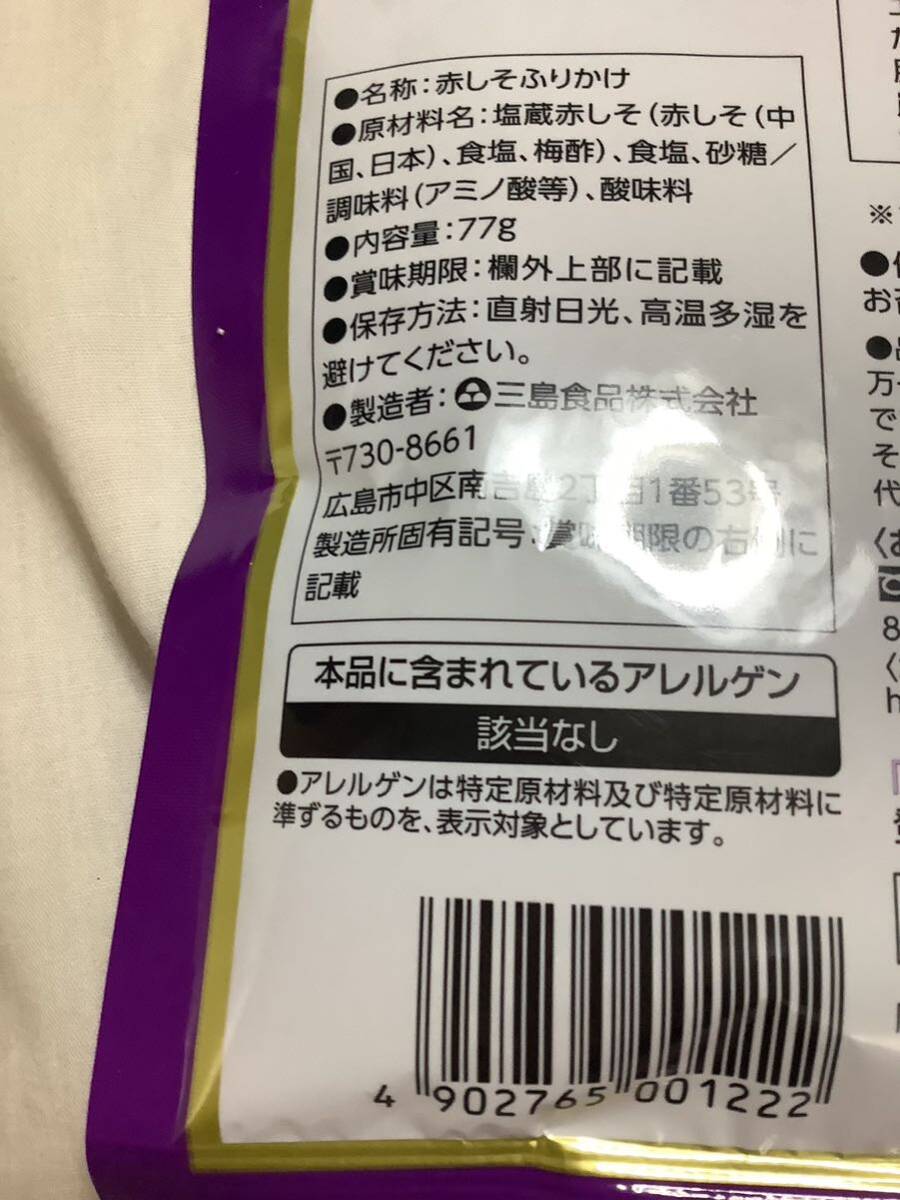 ●名称:赤しそふりかけ
●原材料名:塩蔵赤しそ(赤しそ(中
国、日本)、食塩、梅酢)、食塩、砂糖/
調味料(アミノ酸等)、酸味料
●内容量:77g
●賞味期限:欄外上部に記載
●保存方法:直射日光、高温多湿を
避けてください。
●製造者:三島食品株式会社
〒730-8661
広島市中区南吉島2丁目1番53号
製造所固有記号:賞味期限の右側に
記載
本品に含まれているアレルゲン
該当なし
●アレルゲンは特定原材料及び特定原材料に
準ずるものを、表示対象としています。
4 902765 001222
※
お
万
で
そ
代
8
h